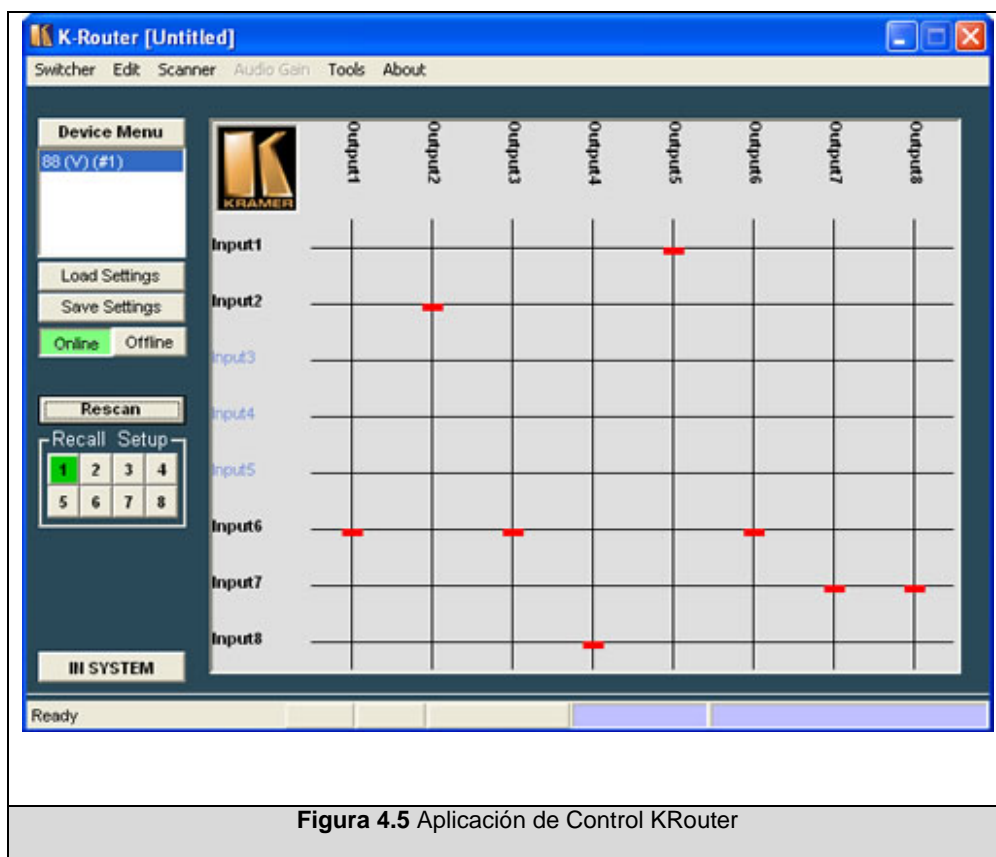 K-Router [Untitled]
Switcher Edit Scanner Audio Gain Tools About
Device Menu
88 (V) (#1)
Load Settings
Save Settings
Online Offline
Rescan
Recall Setup
1 2 3 4
5 6 7 8
IN SYSTEM
KRAMER
Output1
Output2
Output3
Output4
Output5
Output6
Output7
Output8
Input1
Input2
Input3
Input4
Input5
Input6
Input7
Input8
Ready
Figura 4.5 Aplicación de Control KRouter